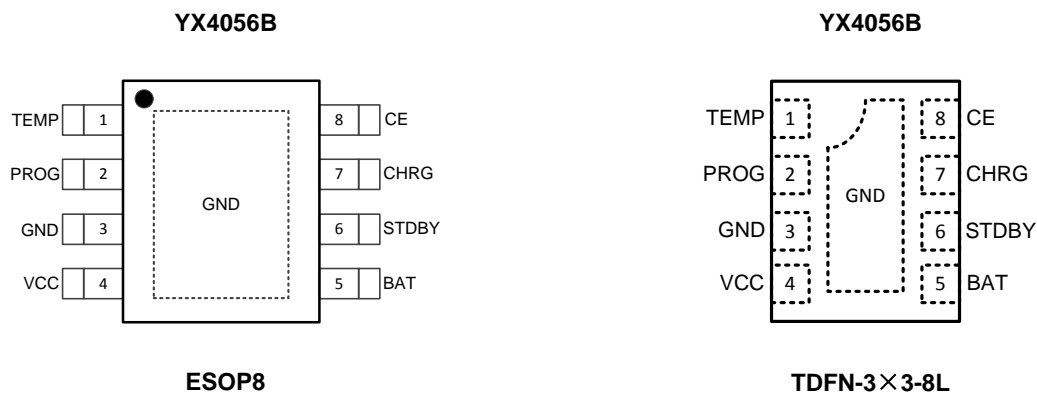 YX4056B
TEMP 1
PROG 2
GND 3
VCC 4
GND
8 CE
7 CHRG
6 STDBY
5 BAT
ESOP8
YX4056B
TEMP 1
PROG 2
GND 3
VCC 4
GND
8 CE
7 CHRG
6 STDBY
5 BAT
TDFN-3×3-8L